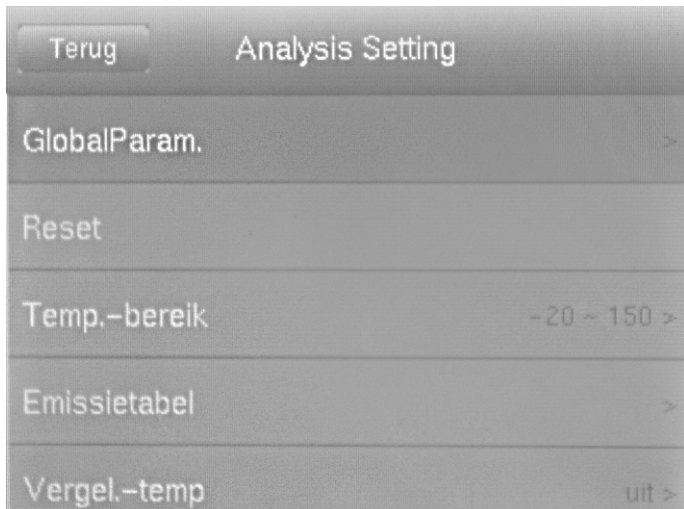 Terug
Analysis Setting
GlobalParam. >
Reset
Temp.-bereik -20 ~ 150 >
Emissietabel >
Vergel.-temp uit >